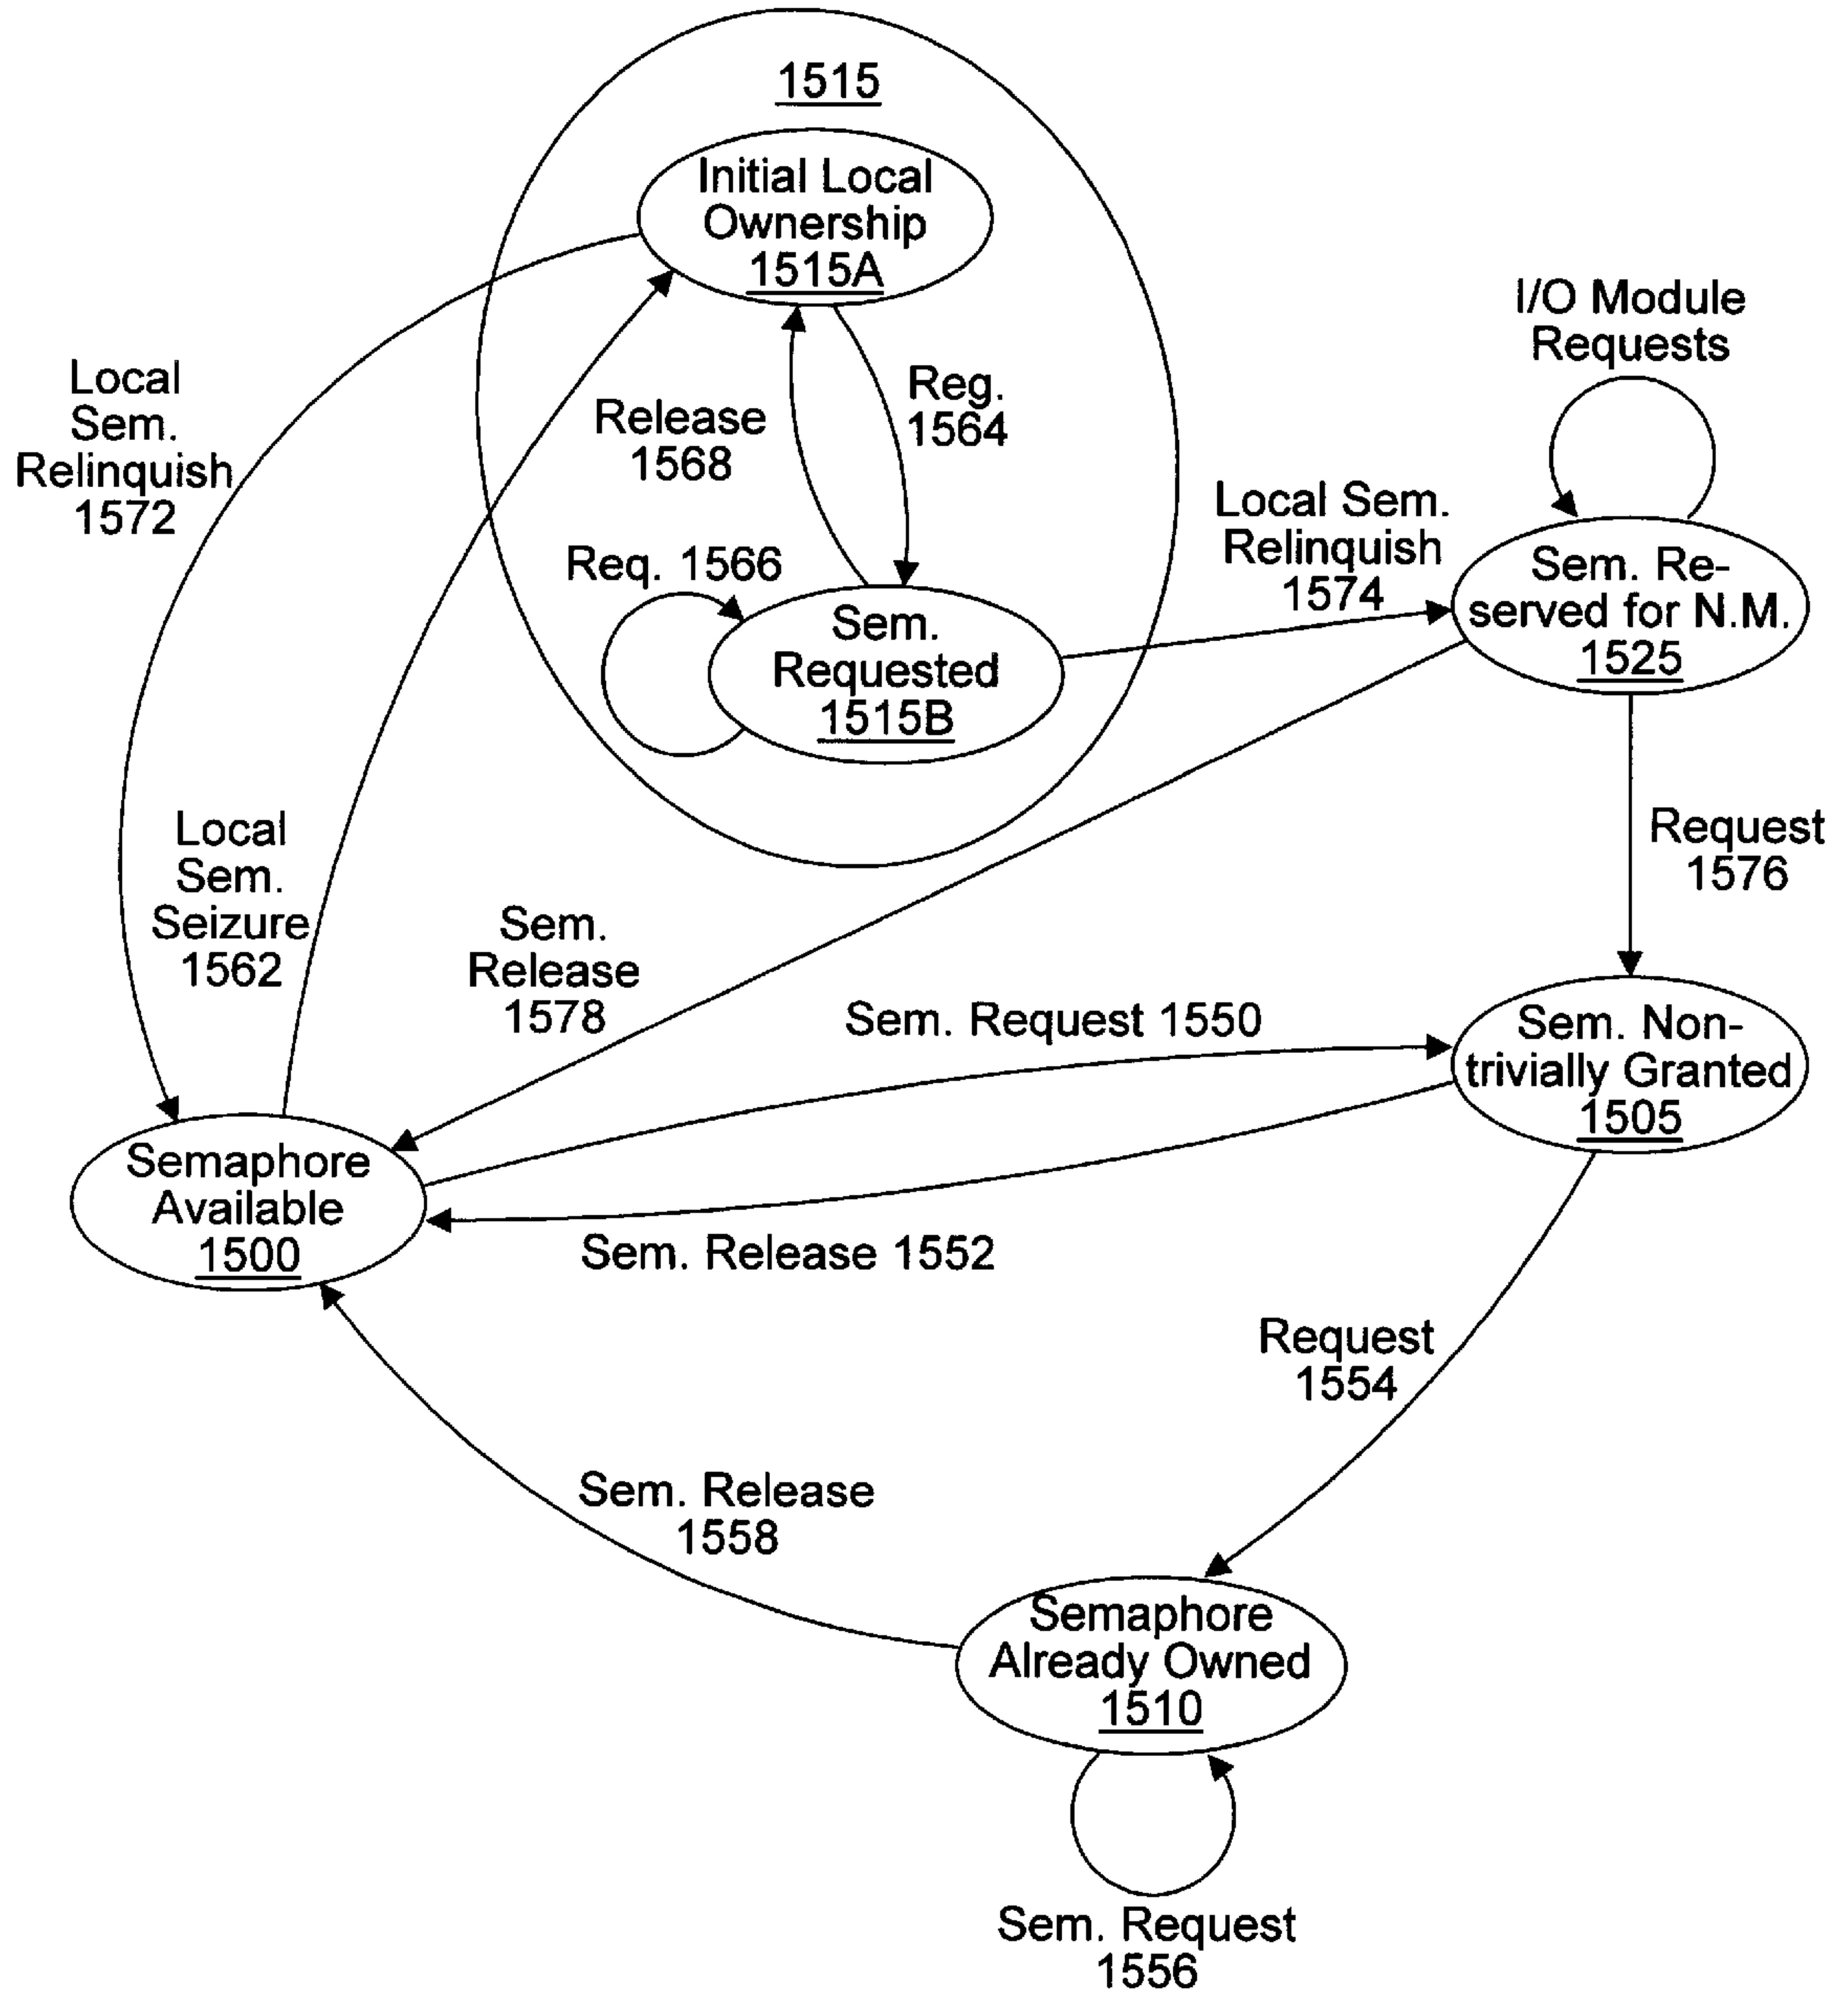 1515
Initial Local
Ownership
1515A
I/O Module
Requests
Local
Sem.
Relinquish
1572
Release
1568
Reg.
1564
Local Sem.
Relinquish
1574
Req. 1566
Sem.
Requested
1515B
Sem. Re-
served for N.M.
1525
Request
1576
Local
Sem.
Seizure
1562
Sem.
Release
1578
Sem. Request 1550
Sem. Non-
trivially Granted
1505
Semaphore
Available
1500
Sem. Release 1552
Request
1554
Sem. Release
1558
Semaphore
Already Owned
1510
Sem. Request
1556